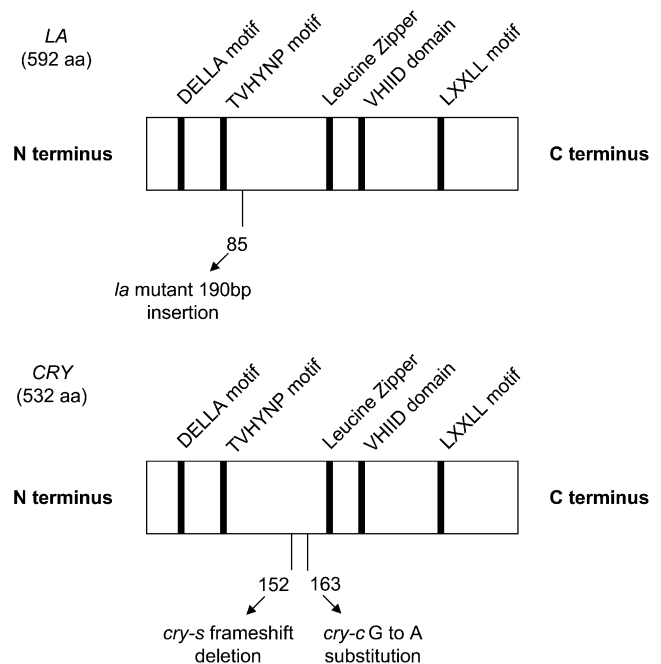 LA
(592 aa)
DELLA motif
TVHYNP motif
Leucine Zipper
VHIID domain
LXXLL motif
N terminus
C terminus
85
la mutant 190bp
insertion
CRY
(532 aa)
DELLA motif
TVHYNP motif
Leucine Zipper
VHIID domain
LXXLL motif
N terminus
C terminus
152
163
cry-s frameshift
deletion
cry-c G to A
substitution